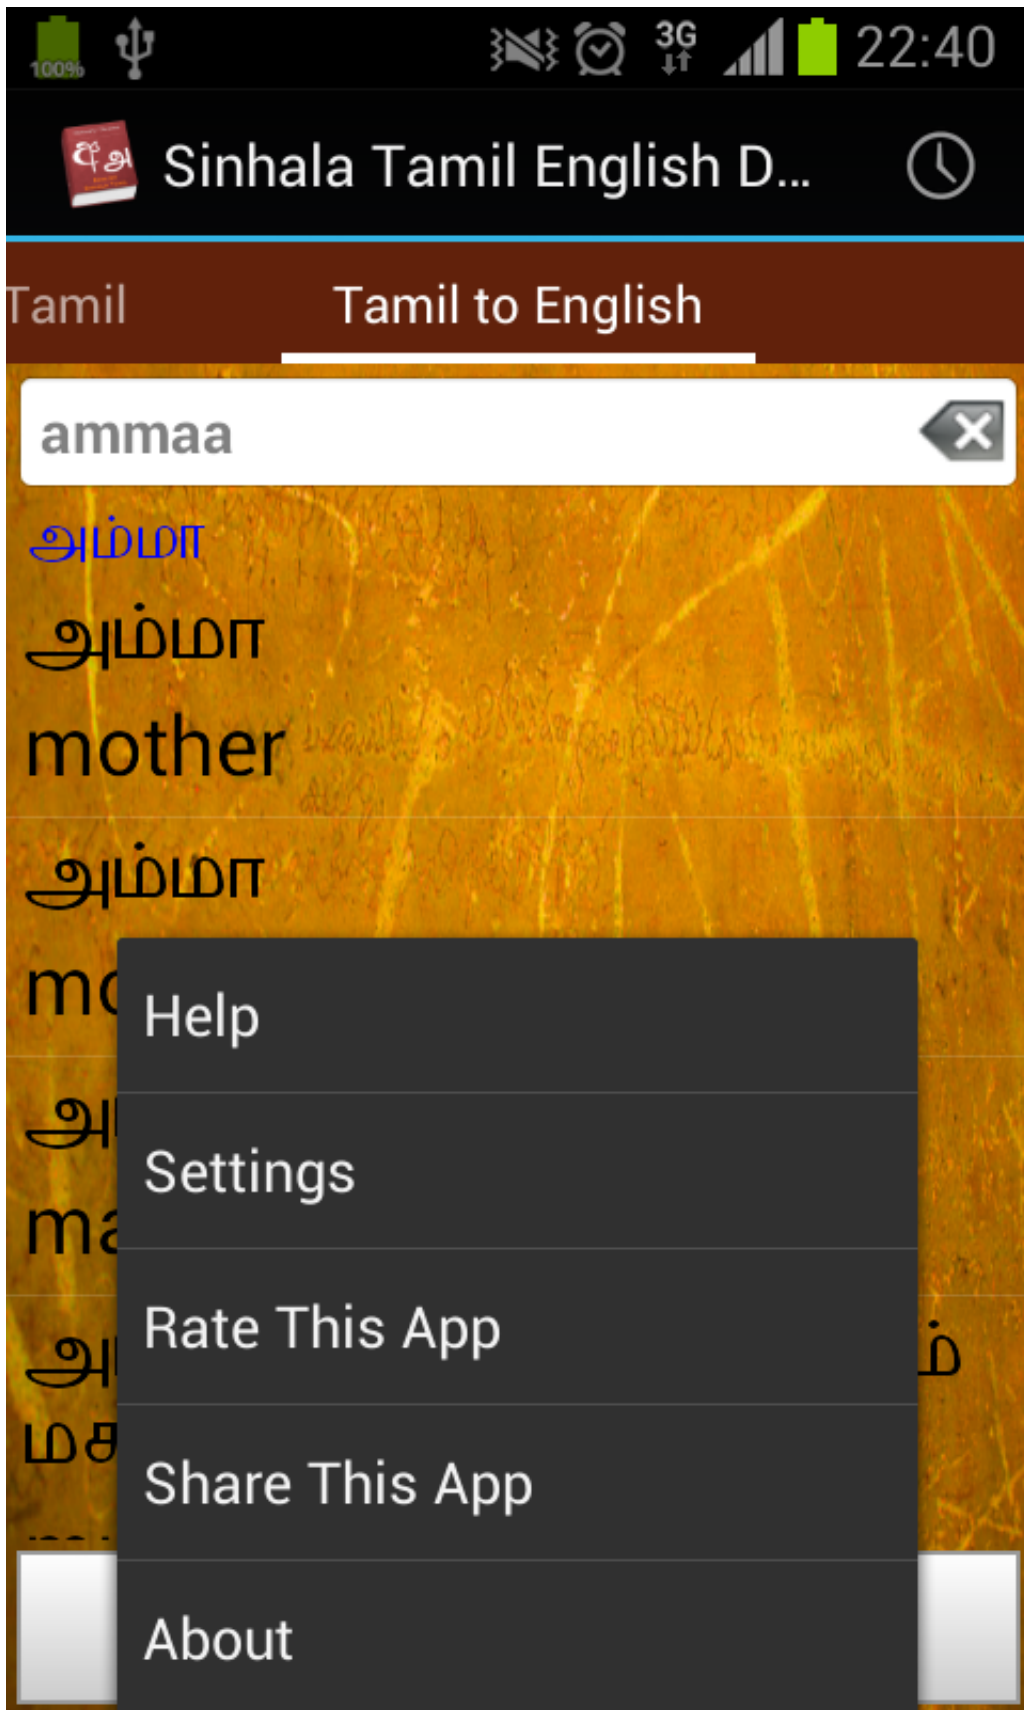 100% 3G 22:40
Sinhala Tamil English D...
Tamil Tamil to English
ammaa
அம்மா
அம்மா
mother
அம்மா
Help
Settings
Rate This App
Share This App
About